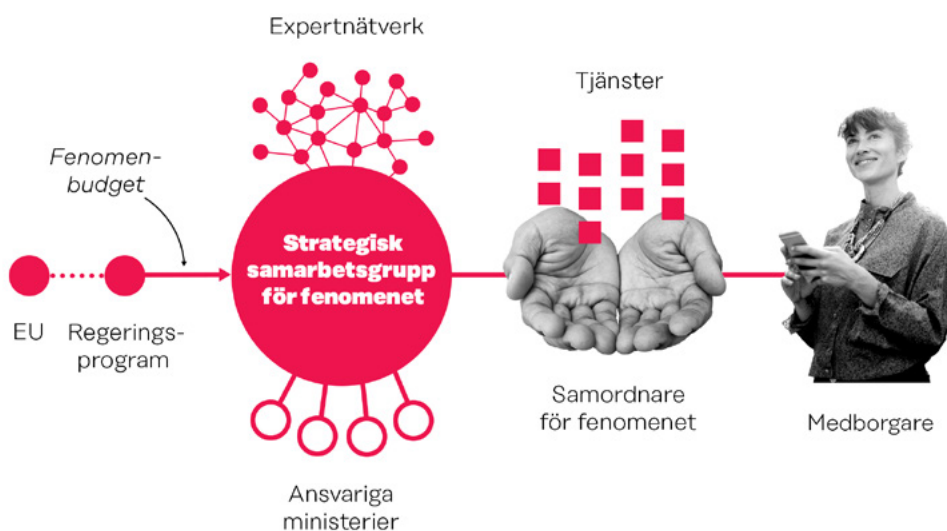 Expertnätverk
Tjänster
Fenomen-
budget
Strategisk
samarbetsgrupp
för fenomenet
EU
Regerings-
program
Samordnare
för fenomenet
Medborgare
Ansvariga
ministerier